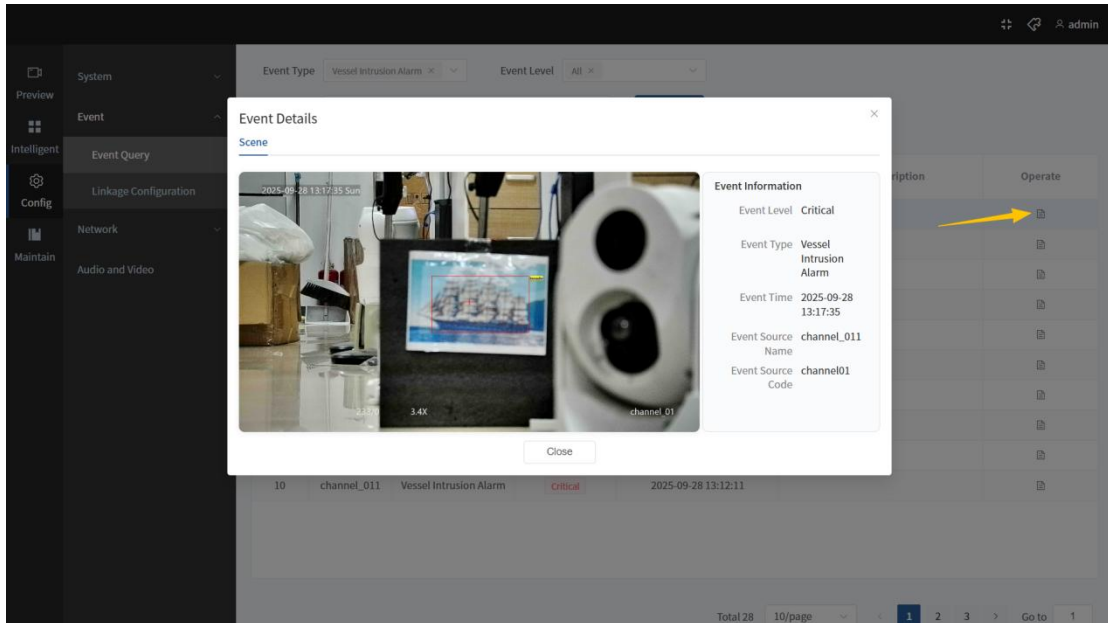 admin
Preview
Intelligent
Config
Maintain
System
Event
Event Query
Linkage Configuration
Network
Audio and Video
Event Type Vessel Intrusion Alarm × Event Level All ×
Event Details ×
Scene
2025-09-28 13:17:35 Sun
3.4X
channel_01
Event Information
Event Level Critical
Event Type Vessel
Intrusion
Alarm
Event Time 2025-09-28
13:17:35
Event Source channel_011
Name
Event Source channel01
Code
Close
Operate
10 channel_011 Vessel Intrusion Alarm Critical 2025-09-28 13:12:11
Total 28 10/page < 1 2 3 > Go to 1